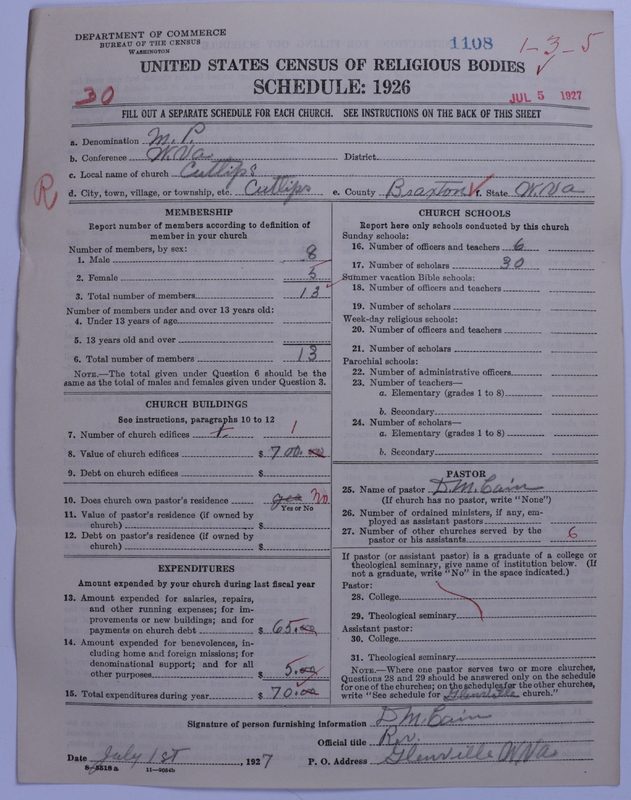 DEPARTMENT OF COMMERCE
BUREAU OF THE CENSUS
WASHINGTON
1108
1-3-5
UNITED STATES CENSUS OF RELIGIOUS BODIES
SCHEDULE: 1926
30
JUL 5 1927
FILL OUT A SEPARATE SCHEDULE FOR EACH CHURCH. SEE INSTRUCTIONS ON THE BACK OF THIS SHEET
a. Denomination M. P.
b. Conference W.Va District
c. Local name of church Cutlips
R
d. City, town, village, or township, etc. Cutlips e. County Braxton f. State W.Va
MEMBERSHIP
Report number of members according to definition of
member in your church
Number of members, by sex:
1. Male 8
2. Female 5
3. Total number of members 13
Number of members under and over 13 years old:
4. Under 13 years of age
5. 13 years old and over
6. Total number of members 13
NOTE.—The total given under Question 6 should be the
same as the total of males and females given under Question 3.
CHURCH BUILDINGS
See instructions, paragraphs 10 to 12
7. Number of church edifices 1
8. Value of church edifices $ 700.00
9. Debt on church edifices $
10. Does church own pastor's residence yes No
Yes or No
11. Value of pastor's residence (if owned by
church) $
12. Debt on pastor's residence (if owned by
church) $
EXPENDITURES
Amount expended by your church during last fiscal year
13. Amount expended for salaries, repairs,
and other running expenses; for im-
provements or new buildings; and for
payments on church debt $ 65.00
14. Amount expended for benevolences, in-
cluding home and foreign missions; for
denominational support; and for all
other purposes $ 5.00
15. Total expenditures during year $ 70.00
CHURCH SCHOOLS
Report here only schools conducted by this church
Sunday schools:
16. Number of officers and teachers 6
17. Number of scholars 30
Summer vacation Bible schools:
18. Number of officers and teachers
19. Number of scholars
Week-day religious schools:
20. Number of officers and teachers
21. Number of scholars
Parochial schools:
22. Number of administrative officers
23. Number of teachers—
a. Elementary (grades 1 to 8)
b. Secondary
24. Number of scholars—
a. Elementary (grades 1 to 8)
b. Secondary
PASTOR
25. Name of pastor D.M. Cain
(If church has no pastor, write "None")
26. Number of ordained ministers, if any, em-
ployed as assistant pastors
27. Number of other churches served by the
pastor or his assistants 6
If pastor (or assistant pastor) is a graduate of a college or
theological seminary, give name of institution below. (If
not a graduate, write "No" in the space indicated.)
Pastor:
28. College
29. Theological seminary
Assistant pastor:
30. College
31. Theological seminary
NOTE.—Where one pastor serves two or more churches,
Questions 28 and 29 should be answered only on the schedule
for one of the churches; on the schedules for the other churches,
write "See schedule for Glenville church."
Signature of person furnishing information D.M. Cain
Official title Rev.
Date July 1st, 1927 P. O. Address Glenville W.Va
8—5518 a 11—9064b